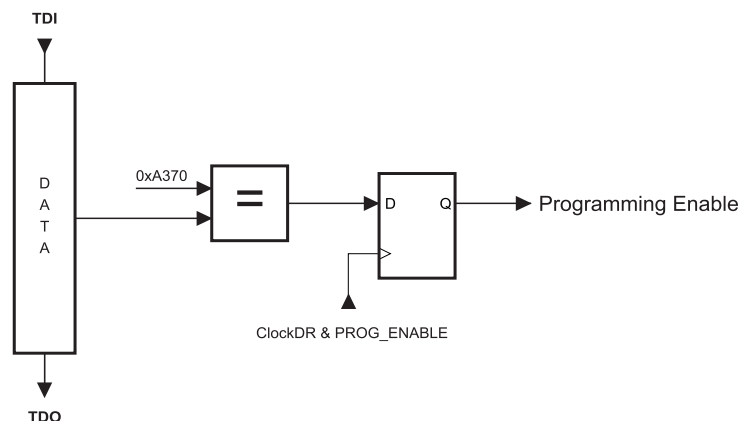 TDI
D
A
T
A
0xA370
=
D
Q
Programming Enable
ClockDR & PROG_ENABLE
TDO